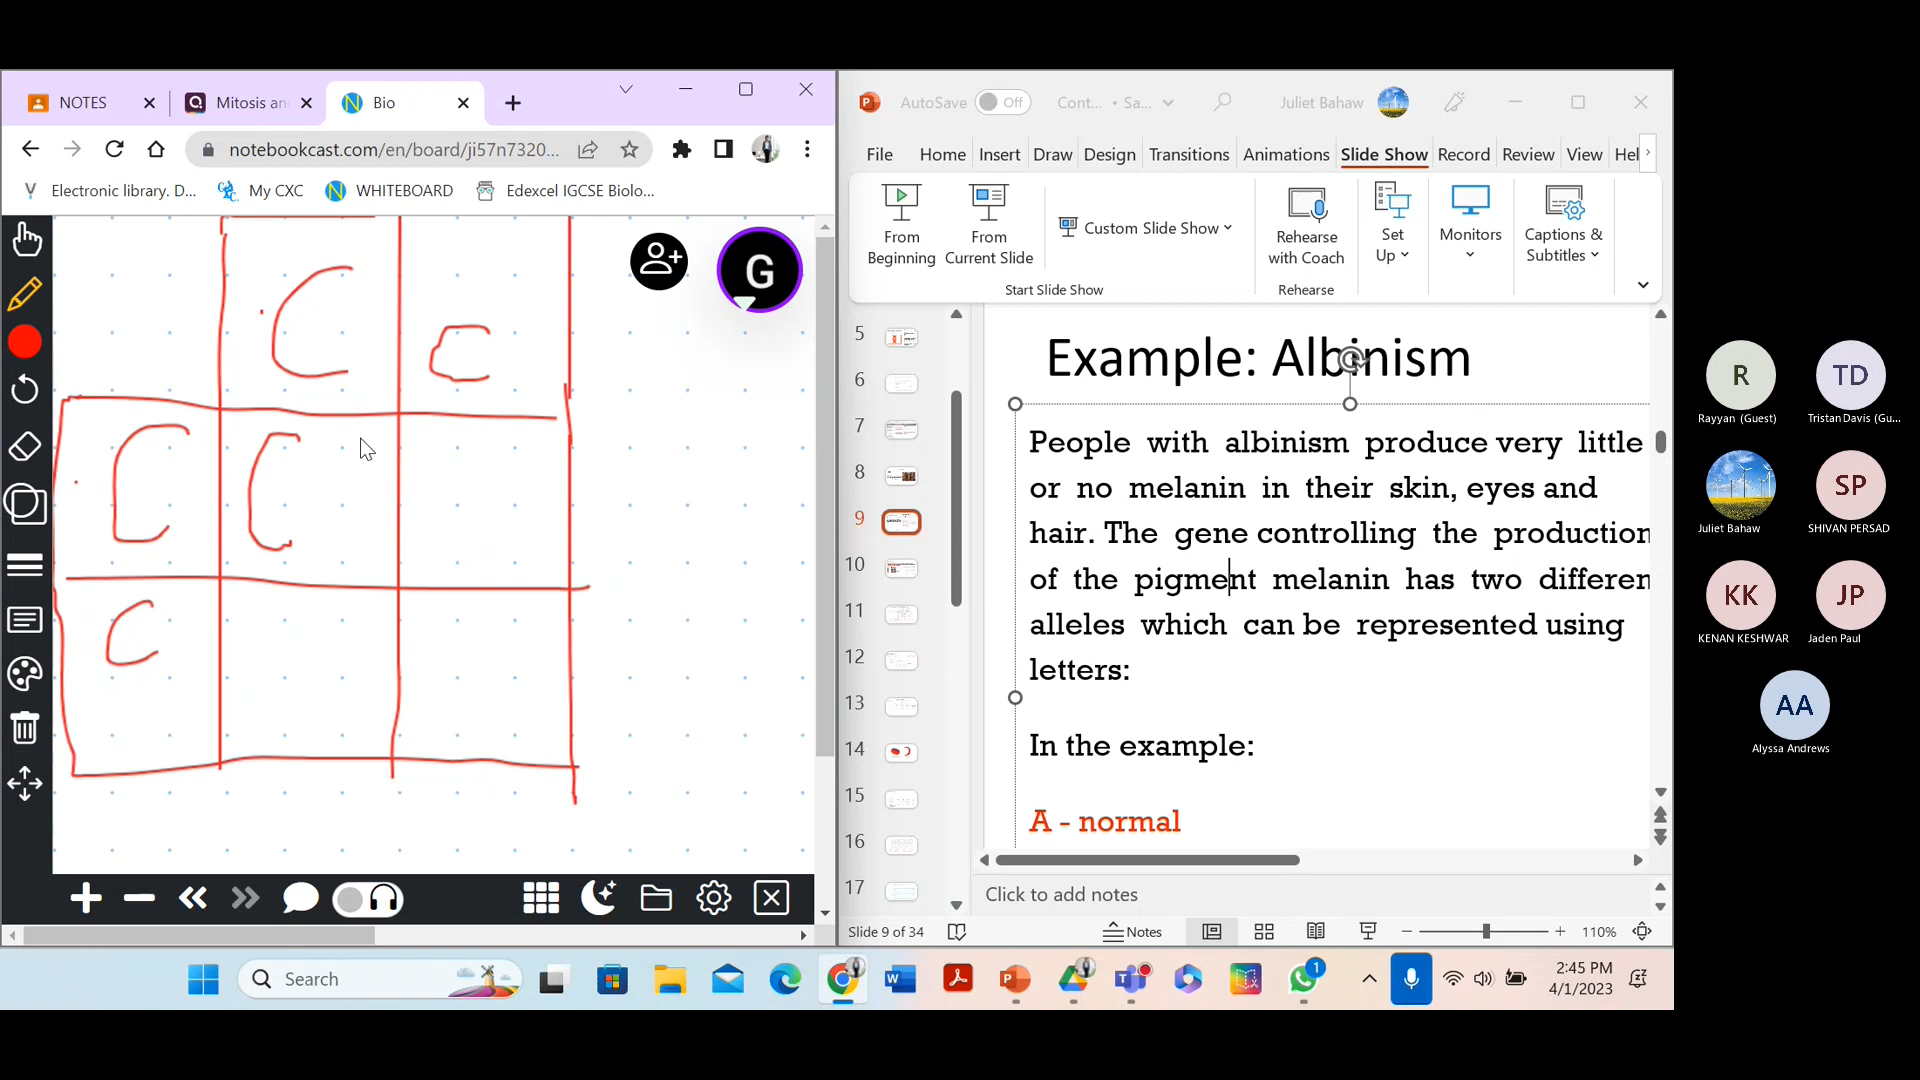 NOTES
Mitosis an
Bio
notebookcast.com/en/board/ji57n7320...
Electronic library. D...
My CXC
WHITEBOARD
Edexcel IGCSE Biolo...
G
C c
C C
c
AutoSave Off
Cont... • Sa...
Juliet Bahaw
File Home Insert Draw Design Transitions Animations Slide Show Record Review View Hel
From Beginning
From Current Slide
Custom Slide Show
Start Slide Show
Rehearse with Coach
Rehearse
Set Up
Monitors
Captions & Subtitles
5
6
7
8
9
10
11
12
13
14
15
16
17
Example: Albinism
People with albinism produce very little
or no melanin in their skin, eyes and
hair. The gene controlling the production
of the pigment melanin has two differen
alleles which can be represented using
letters:
In the example:
A - normal
Click to add notes
Slide 9 of 34
Notes
110%
Search
1
2:45 PM
4/1/2023
R
Rayyan (Guest)
TD
Tristan Davis (Gu...
Juliet Bahaw
SP
SHIVAN PERSAD
KK
KENAN KESHWAR
JP
Jaden Paul
AA
Alyssa Andrews